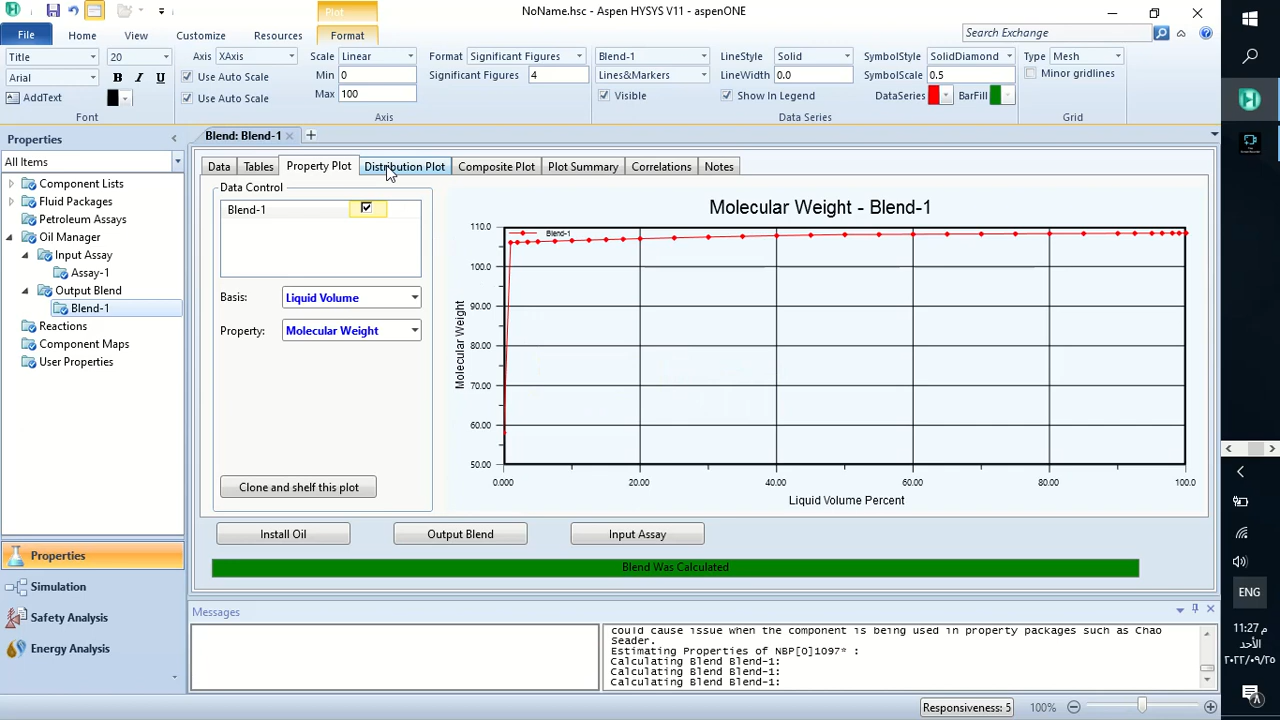 Plot
NoName.hsc - Aspen HYSYS V11 - aspenONE
File
Home
View
Customize
Resources
Format
Search Exchange
Title
20
Axis
XAxis
Scale
Linear
Format
Significant Figures
Blend-1
LineStyle
Solid
SymbolStyle
SolidDiamond
Type
Mesh
Arial
B
I
U
Use Auto Scale
Min
0
Significant Figures
4
Lines&Markers
LineWidth
0.0
SymbolScale
0.5
Minor gridlines
AddText
Use Auto Scale
Max
100
Visible
Show In Legend
DataSeries
BarFill
Font
Axis
Data Series
Grid
Properties
All Items
Component Lists
Fluid Packages
Petroleum Assays
Oil Manager
Input Assay
Assay-1
Output Blend
Blend-1
Reactions
Component Maps
User Properties
Properties
Simulation
Safety Analysis
Energy Analysis
Blend: Blend-1
Data
Tables
Property Plot
Distribution Plot
Composite Plot
Plot Summary
Correlations
Notes
Data Control
Blend-1
Basis:
Liquid Volume
Property:
Molecular Weight
Clone and shelf this plot
Molecular Weight - Blend-1
Blend-1
110.0
100.0
90.00
80.00
70.00
60.00
50.00
Molecular Weight
0.000
20.00
40.00
60.00
80.00
100.0
Liquid Volume Percent
Install Oil
Output Blend
Input Assay
Blend Was Calculated
Messages
could cause issue when the component is being used in property packages such as Chao
Seader.
Estimating Properties of NBP[0]1097* :
Calculating Blend Blend-1:
Calculating Blend Blend-1:
Calculating Blend Blend-1:
Responsiveness: 5
100%
ENG
11:27 م
الأحد
٢٠٢٢/٠٩/٢٥